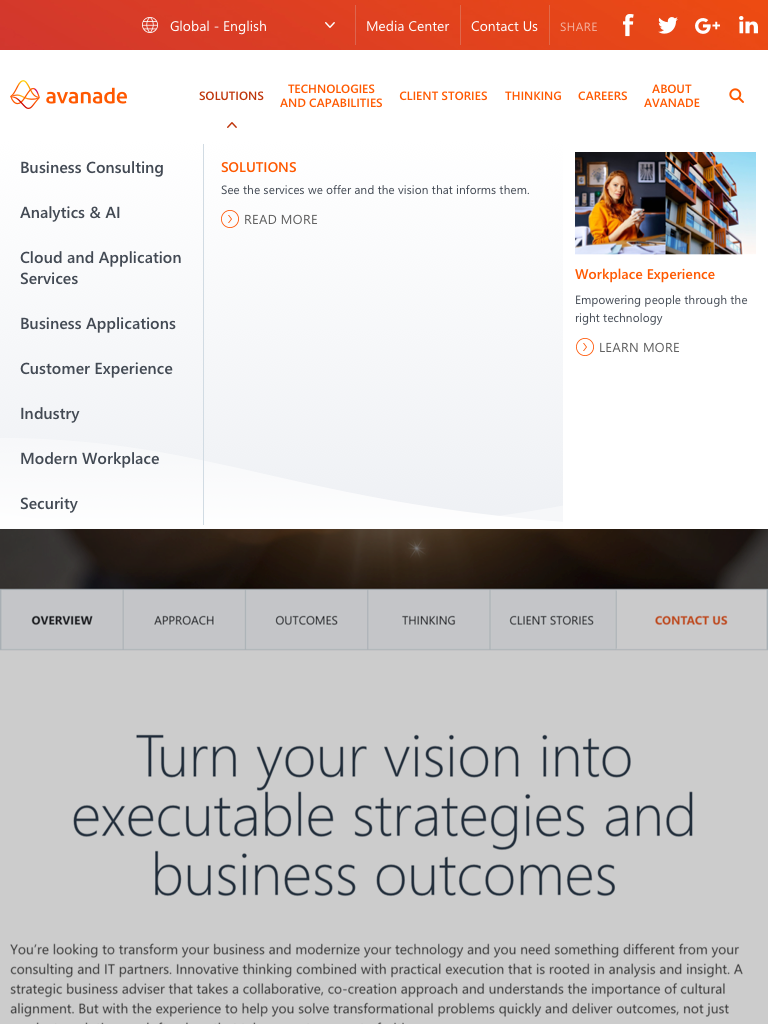 Global - English
Media Center
Contact Us
SHARE
f
G+
in
avanade
SOLUTIONS
TECHNOLOGIES
AND CAPABILITIES
CLIENT STORIES
THINKING
CAREERS
ABOUT
AVANADE
Business Consulting
Analytics & AI
Cloud and Application
Services
Business Applications
Customer Experience
Industry
Modern Workplace
Security
SOLUTIONS
See the services we offer and the vision that informs them.
READ MORE
Workplace Experience
Empowering people through the
right technology
LEARN MORE
OVERVIEW
APPROACH
OUTCOMES
THINKING
CLIENT STORIES
CONTACT US
Turn your vision into
executable strategies and
business outcomes
You're looking to transform your business and modernize your technology and you need something different from your
consulting and IT partners. Innovative thinking combined with practical execution that is rooted in analysis and insight. A
strategic business adviser that takes a collaborative, co-creation approach and understands the importance of cultural
alignment. But with the experience to help you solve transformational problems quickly and deliver outcomes, not just